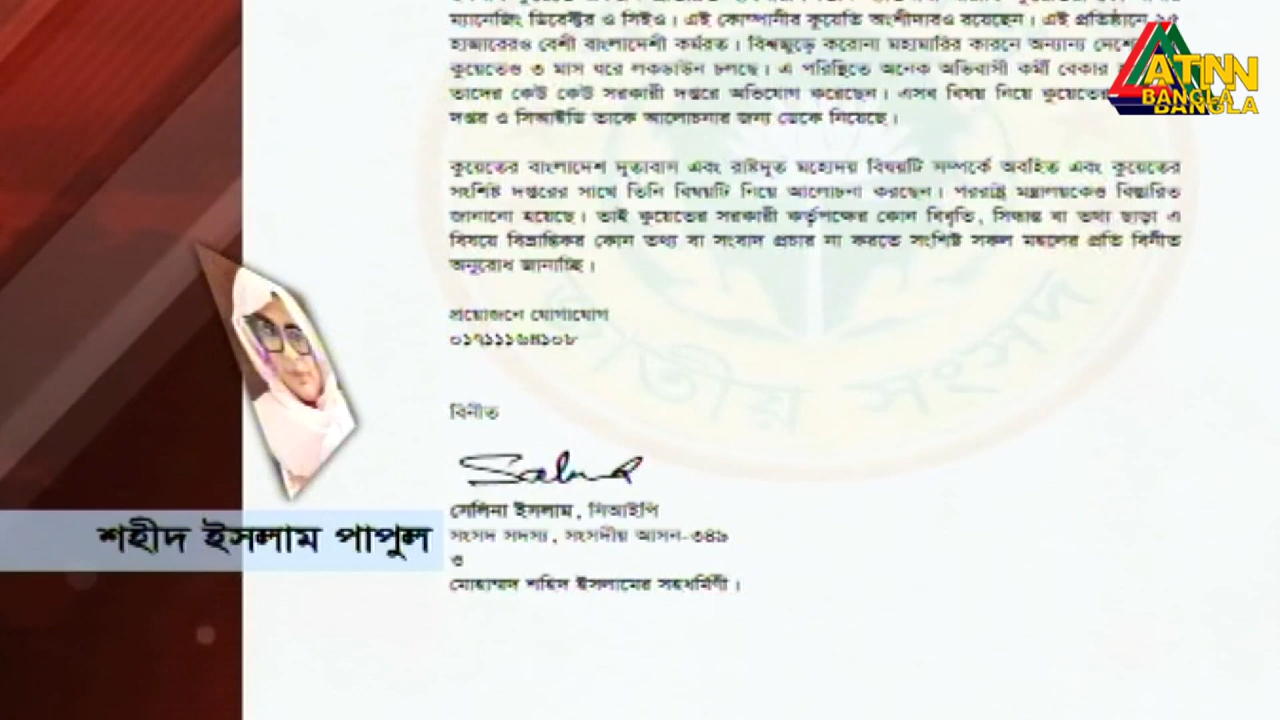 ম্যানেজিং ডিরেক্টর ও সিইও। এই কোম্পানীর কুয়েতি অংশীদারও রয়েছেন। এই প্রতিষ্ঠানে
হাজারেরও বেশী বাংলাদেশী কর্মরত। বিশ্বজুড়ে করোনা মহামারির কারনে অন্যান্য
কুয়েতেও ৩ মাস ধরে লকডাউন চলছে। এ পরিস্থিতে অনেক অভিবাসী কর্মী বেকার
তাদের কেউ কেউ সরকারী দপ্তরে অভিযোগ করেছেন। এসব বিষয় নিয়ে কুয়েতের
দপ্তর ও সিআইডি তাকে আলোচনার জন্য ডেকে নিয়েছে।
কুয়েতের বাংলাদেশ দূতাবাস এবং রাষ্টদূত মহোদয় বিষয়টি সম্পর্কে অবহিত এবং কুয়েতের
সংশিষ্ট দপ্তরের সাথে তিনি বিষয়টি নিয়ে আলোচনা করছেন। পররাষ্ট্র মন্ত্রালয়কেও বিস্তারিত
জানানো হয়েছে। তাই কুয়েতের সরকারী কর্তৃপক্ষের কোন বিবৃতি, সিদ্ধান্ত বা তথ্য ছাড়া এ
বিষয়ে বিভ্রান্তিকর কোন তথ্য বা সংবাদ প্রচার না করতে সংশিষ্ট সকল মহলের প্রতি বিনীত
অনুরোধ জানাচ্ছি।
প্রয়োজনে যোগাযোগ
বিনীত
সেলিনা ইসলাম, সিআইপি
সংসদ সদস্য, সংসদীয় আসন-৩৪৯
ও
মোহাম্মদ শহিদ ইসলামের সহধর্মিণী।
জাতীয় সংসদ
শহীদ ইসলাম পাপুল
ATN
BANGLA
BANGLA